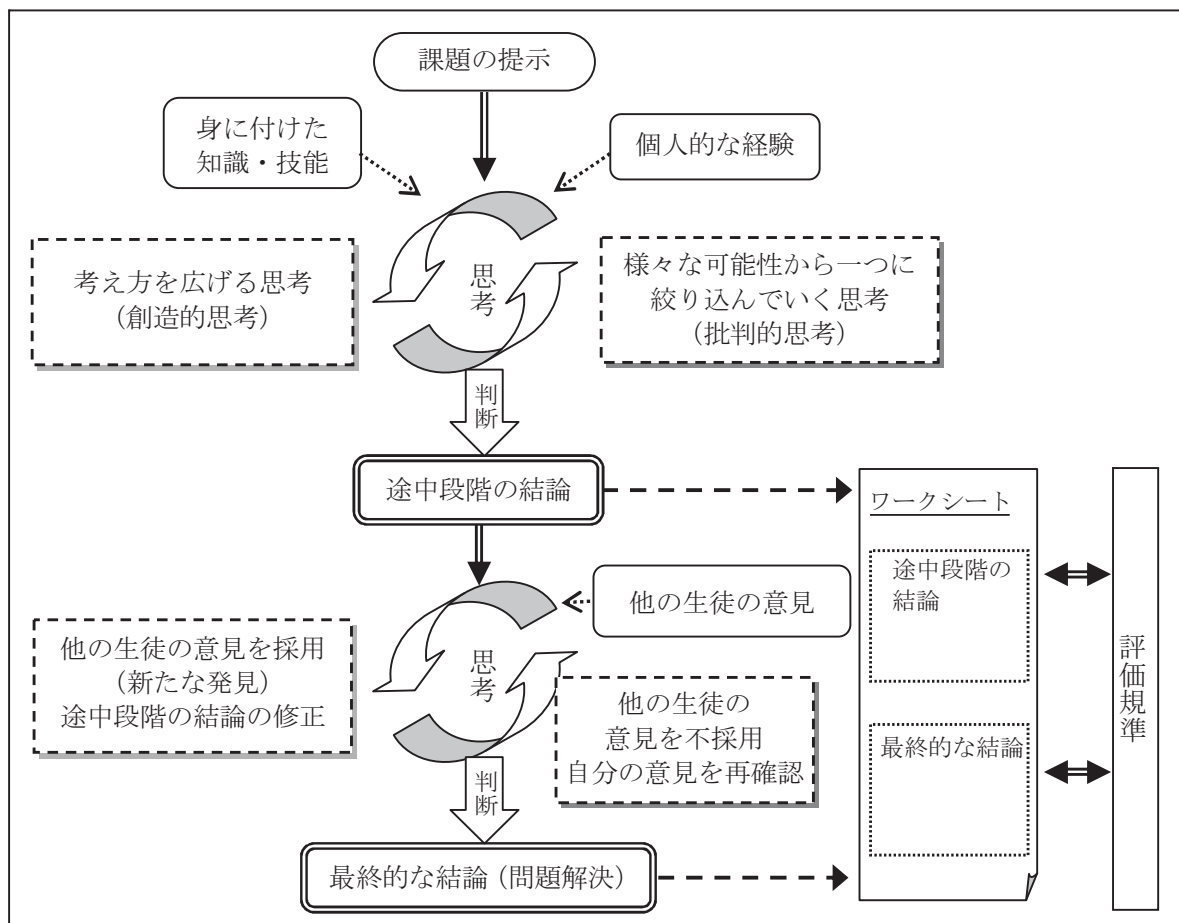 課題の提示
身に付けた
知識・技能
個人的な経験
考え方を広げる思考
（創造的思考）
思考
様々な可能性から一つに
絞り込んでいく思考
（批判的思考）
判断
途中段階の結論
ワークシート
途中段階の
結論
他の生徒の意見
他の生徒の意見を採用
（新たな発見）
途中段階の結論の修正
思考
他の生徒の
意見を不採用
自分の意見を再確認
評価規準
最終的な結論
判断
最終的な結論（問題解決）